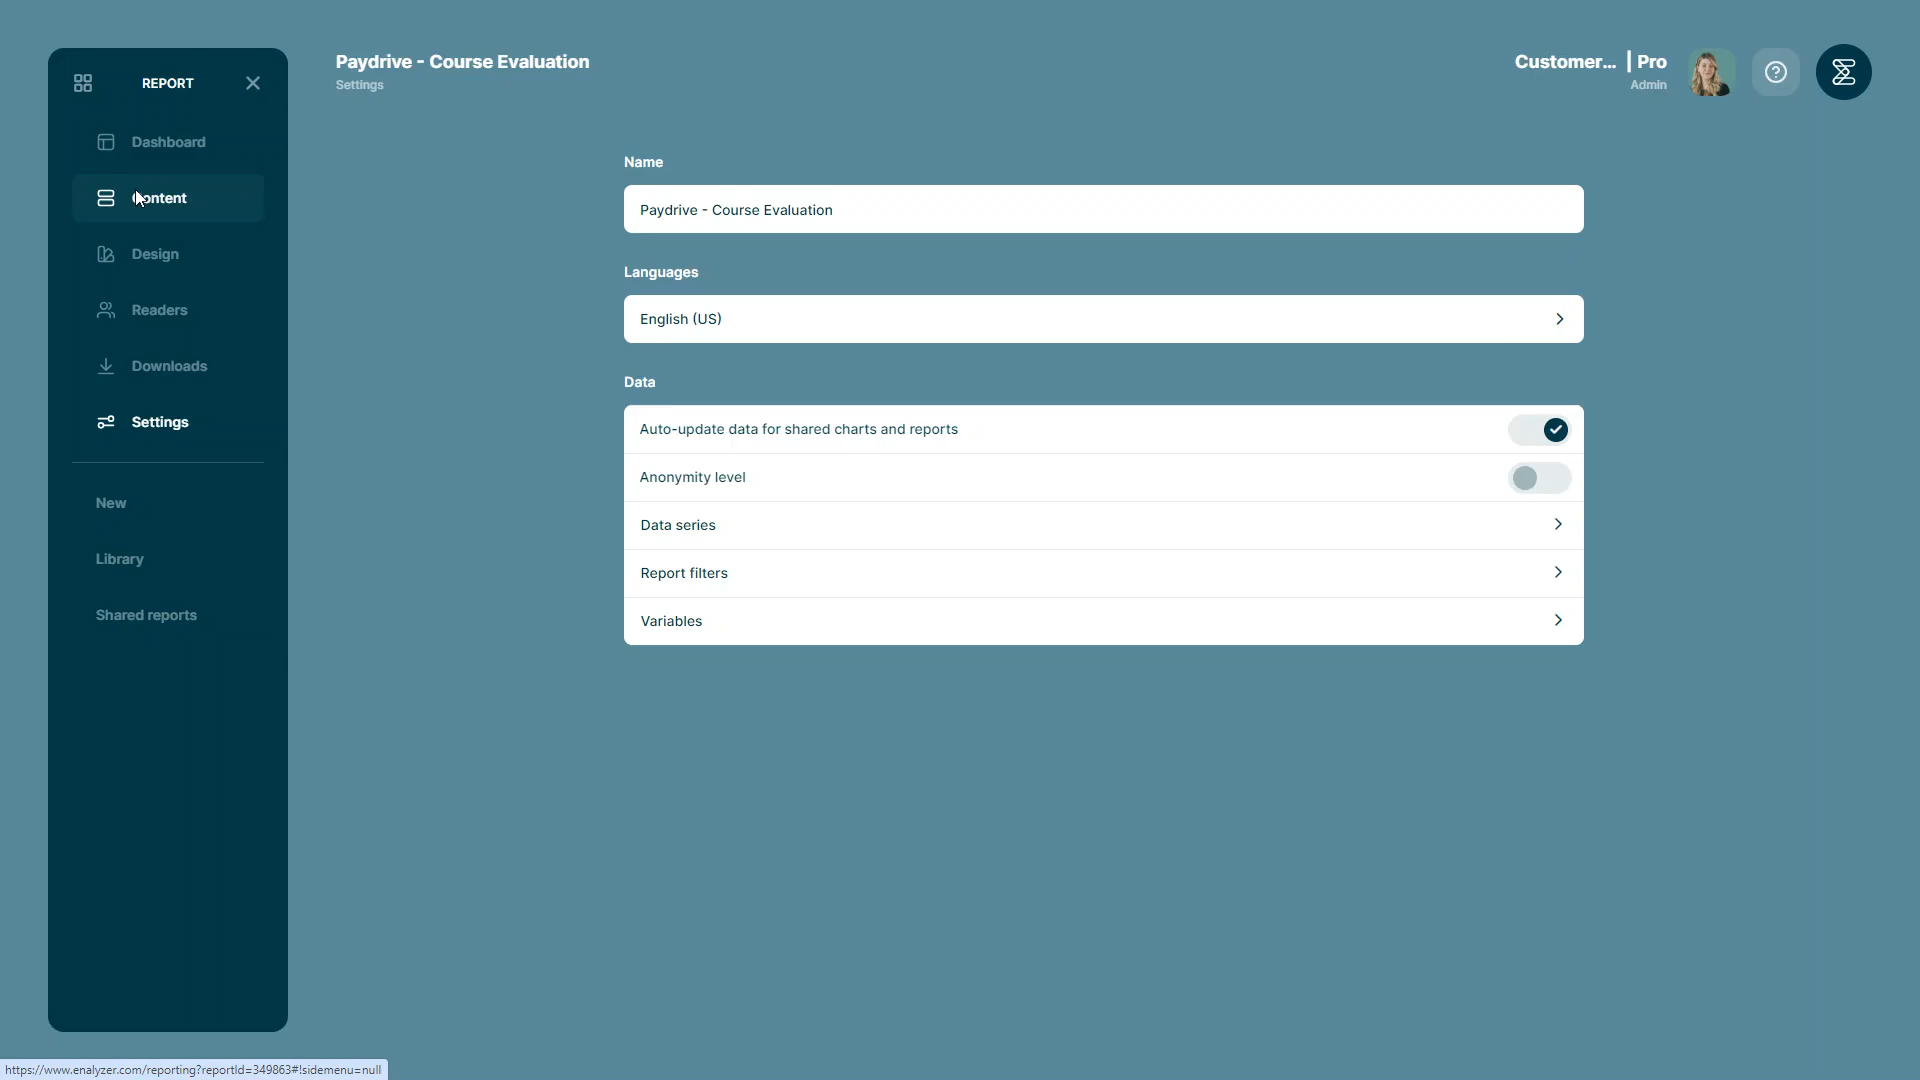 REPORT
Dashboard
Content
Design
Readers
Downloads
Settings
New
Library
Shared reports
Paydrive - Course Evaluation
Settings
Customer... | Pro
Admin
Name
Paydrive - Course Evaluation
Languages
English (US)
Data
Auto-update data for shared charts and reports
Anonymity level
Data series
Report filters
Variables
https://www.enalyzer.com/reporting?reportId=349863#!sidemenu=null